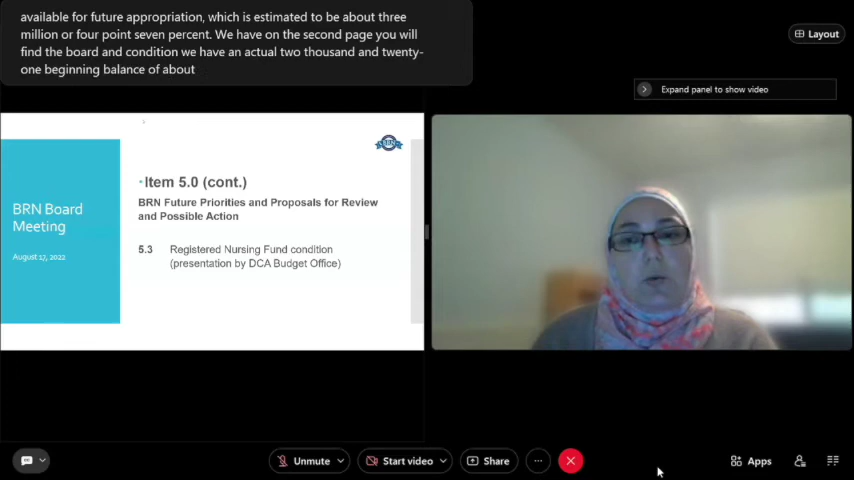 available for future appropriation, which is estimated to be about three
million or four point seven percent. We have on the second page you will
find the board and condition we have an actual two thousand and twenty-
one beginning balance of about
Layout
Expand panel to show video
BRN
BRN Board
Meeting
August 17, 2022
•Item 5.0 (cont.)
BRN Future Priorities and Proposals for Review
and Possible Action
5.3 Registered Nursing Fund condition
(presentation by DCA Budget Office)
Unmute
Start video
Share
Apps